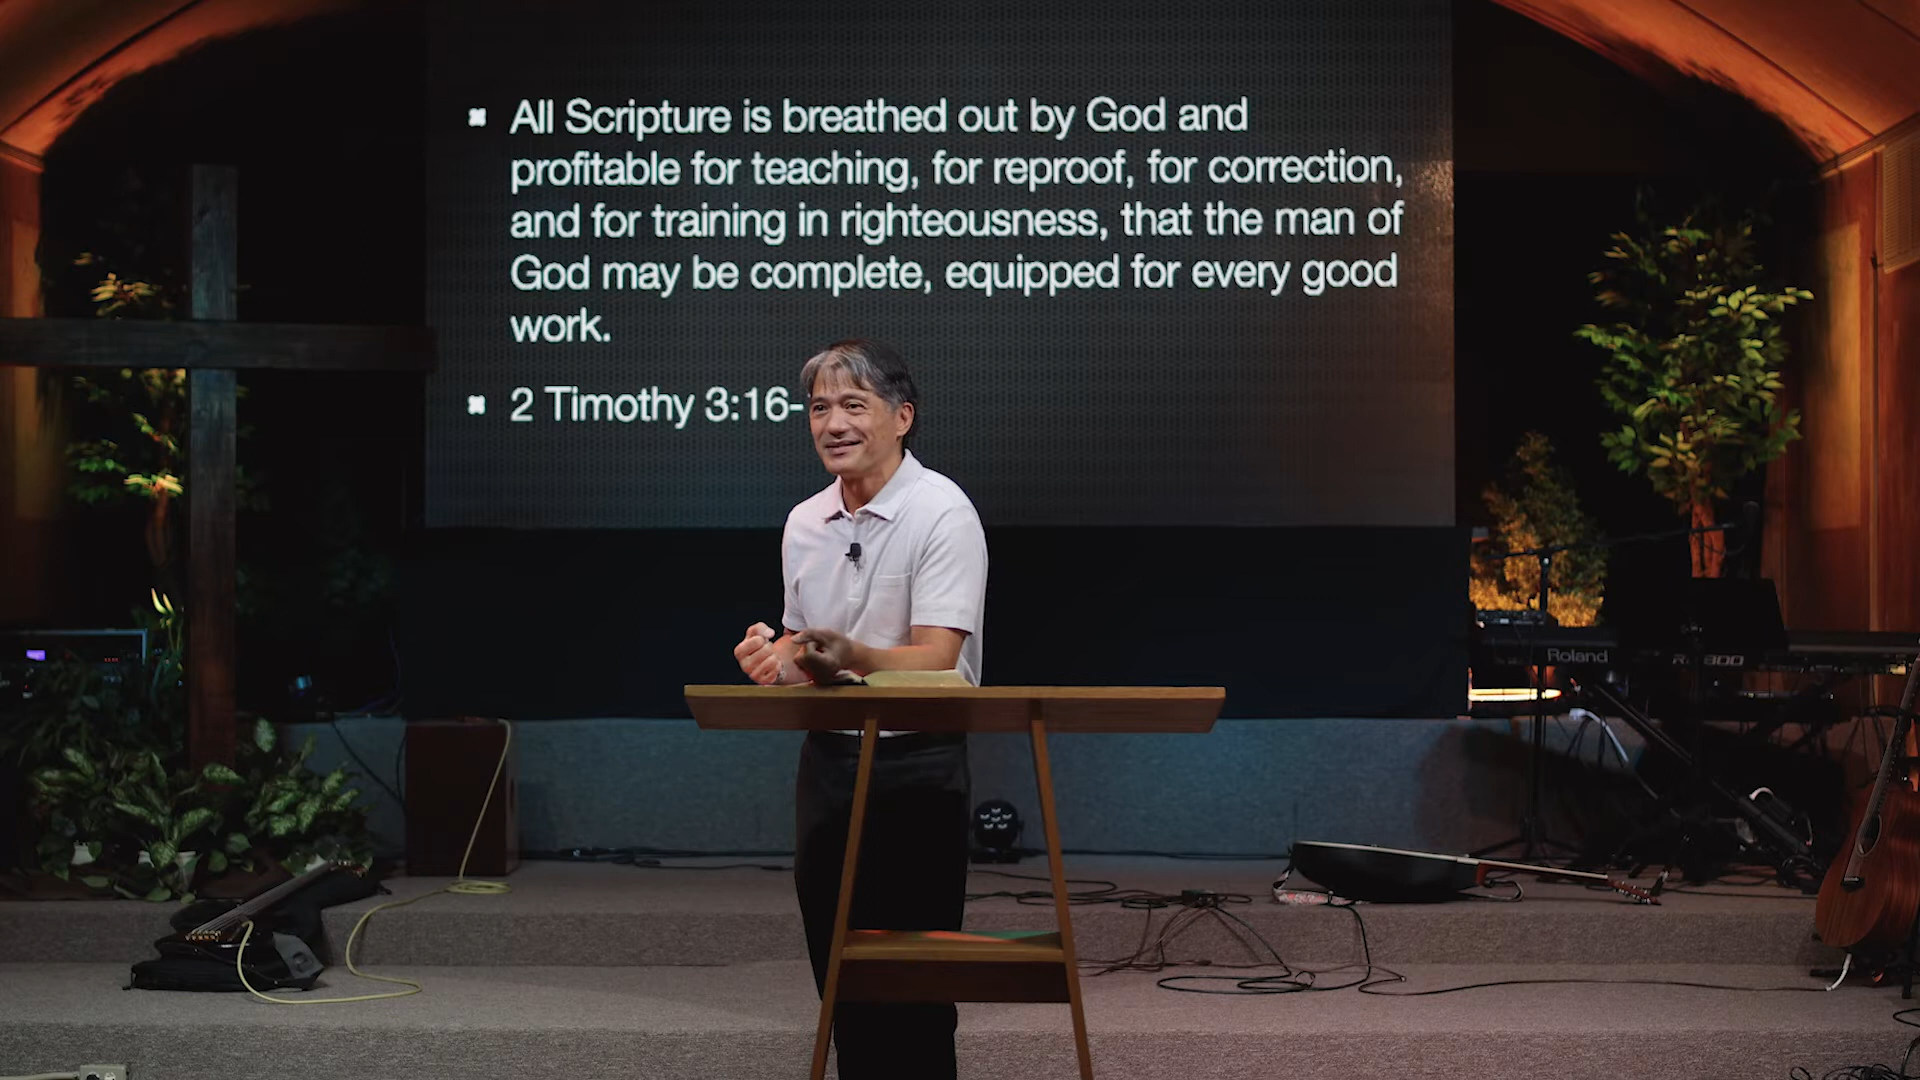 All Scripture is breathed out by God and
profitable for teaching, for reproof, for correction,
and for training in righteousness, that the man of
God may be complete, equipped for every good
work.
2 Timothy 3:16-
Roland